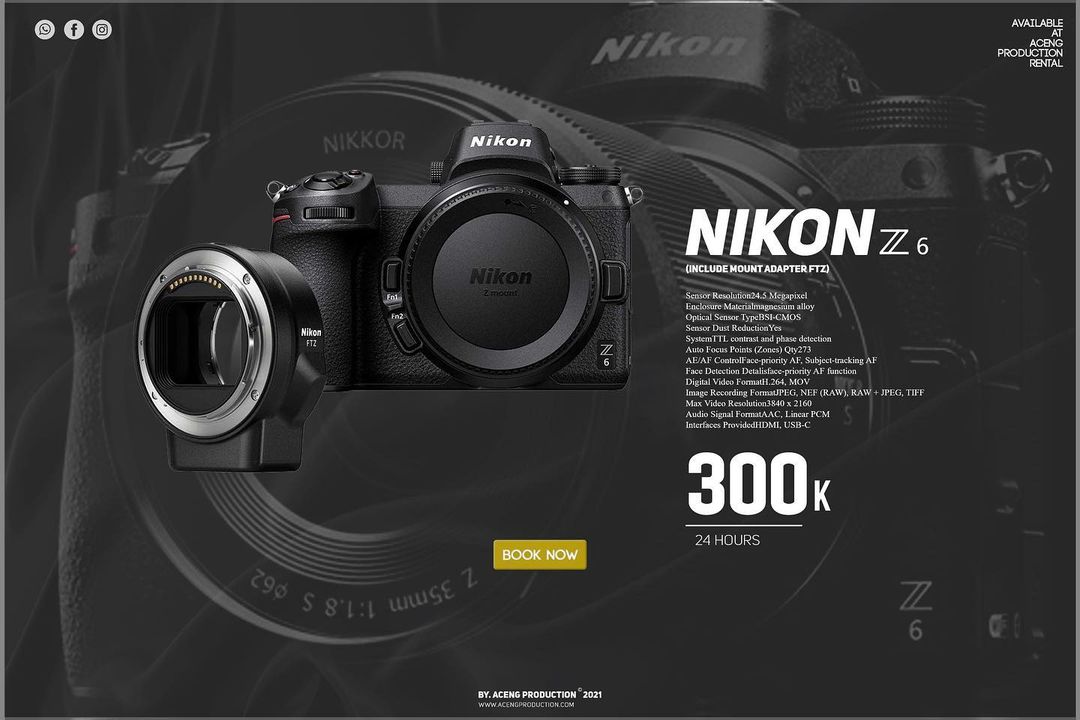 AVAILABLE
AT
ACENG
PRODUCTION
RENTAL
Nikon
NIKKOR
Nikon
Nikon
Z mount
Fn1
Fn2
Nikon
FTZ
Z
6
NIKON Z 6
(INCLUDE MOUNT ADAPTER FTZ)
Sensor Resolution24.5 Megapixel
Enclosure Materialmagnesium alloy
Optical Sensor TypeBSI-CMOS
Sensor Dust ReductionYes
SystemTTL contrast and phase detection
Auto Focus Points (Zones) Qty273
AE/AF ControlFace-priority AF, Subject-tracking AF
Face Detection Detalisface-priority AF function
Digital Video FormatH.264, MOV
Image Recording FormatJPEG, NEF (RAW), RAW + JPEG, TIFF
Max Video Resolution3840 x 2160
Audio Signal FormatAAC, Linear PCM
Interfaces ProvidedHDMI, USB-C
300K
24 HOURS
BOOK NOW
Z 35mm 1:1.8 S ø62
Z
6
BY. ACENG PRODUCTION © 2021
WWW.ACENGPRODUCTION.COM